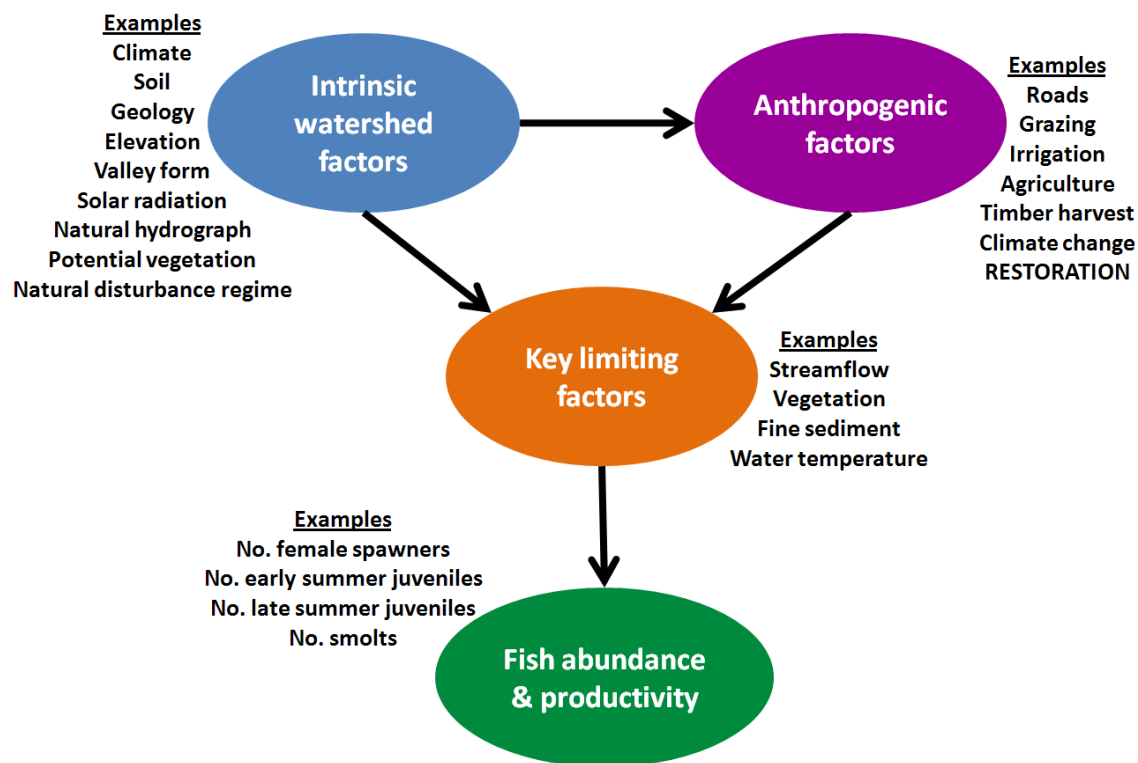 Examples
Climate
Soil
Geology
Elevation
Valley form
Solar radiation
Natural hydrograph
Potential vegetation
Natural disturbance regime
Intrinsic
watershed
factors
Anthropogenic
factors
Examples
Roads
Grazing
Irrigation
Agriculture
Timber harvest
Climate change
RESTORATION
Key limiting
factors
Examples
Streamflow
Vegetation
Fine sediment
Water temperature
Examples
No. female spawners
No. early summer juveniles
No. late summer juveniles
No. smolts
Fish abundance
& productivity